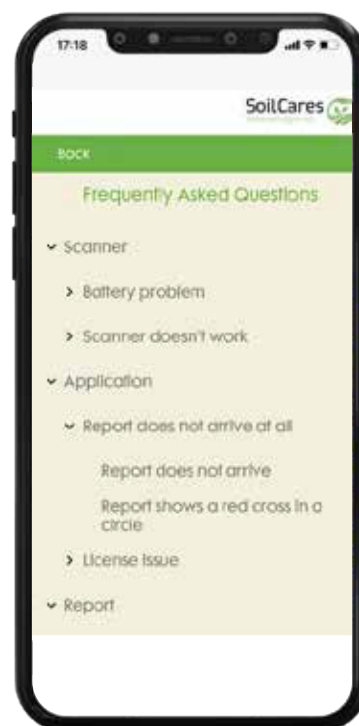 17:18
SoilCares
Back
Frequently Asked Questions
Scanner
Battery problem
Scanner doesn't work
Application
Report does not arrive at all
Report does not arrive
Report shows a red cross in a
circle
License issue
Report